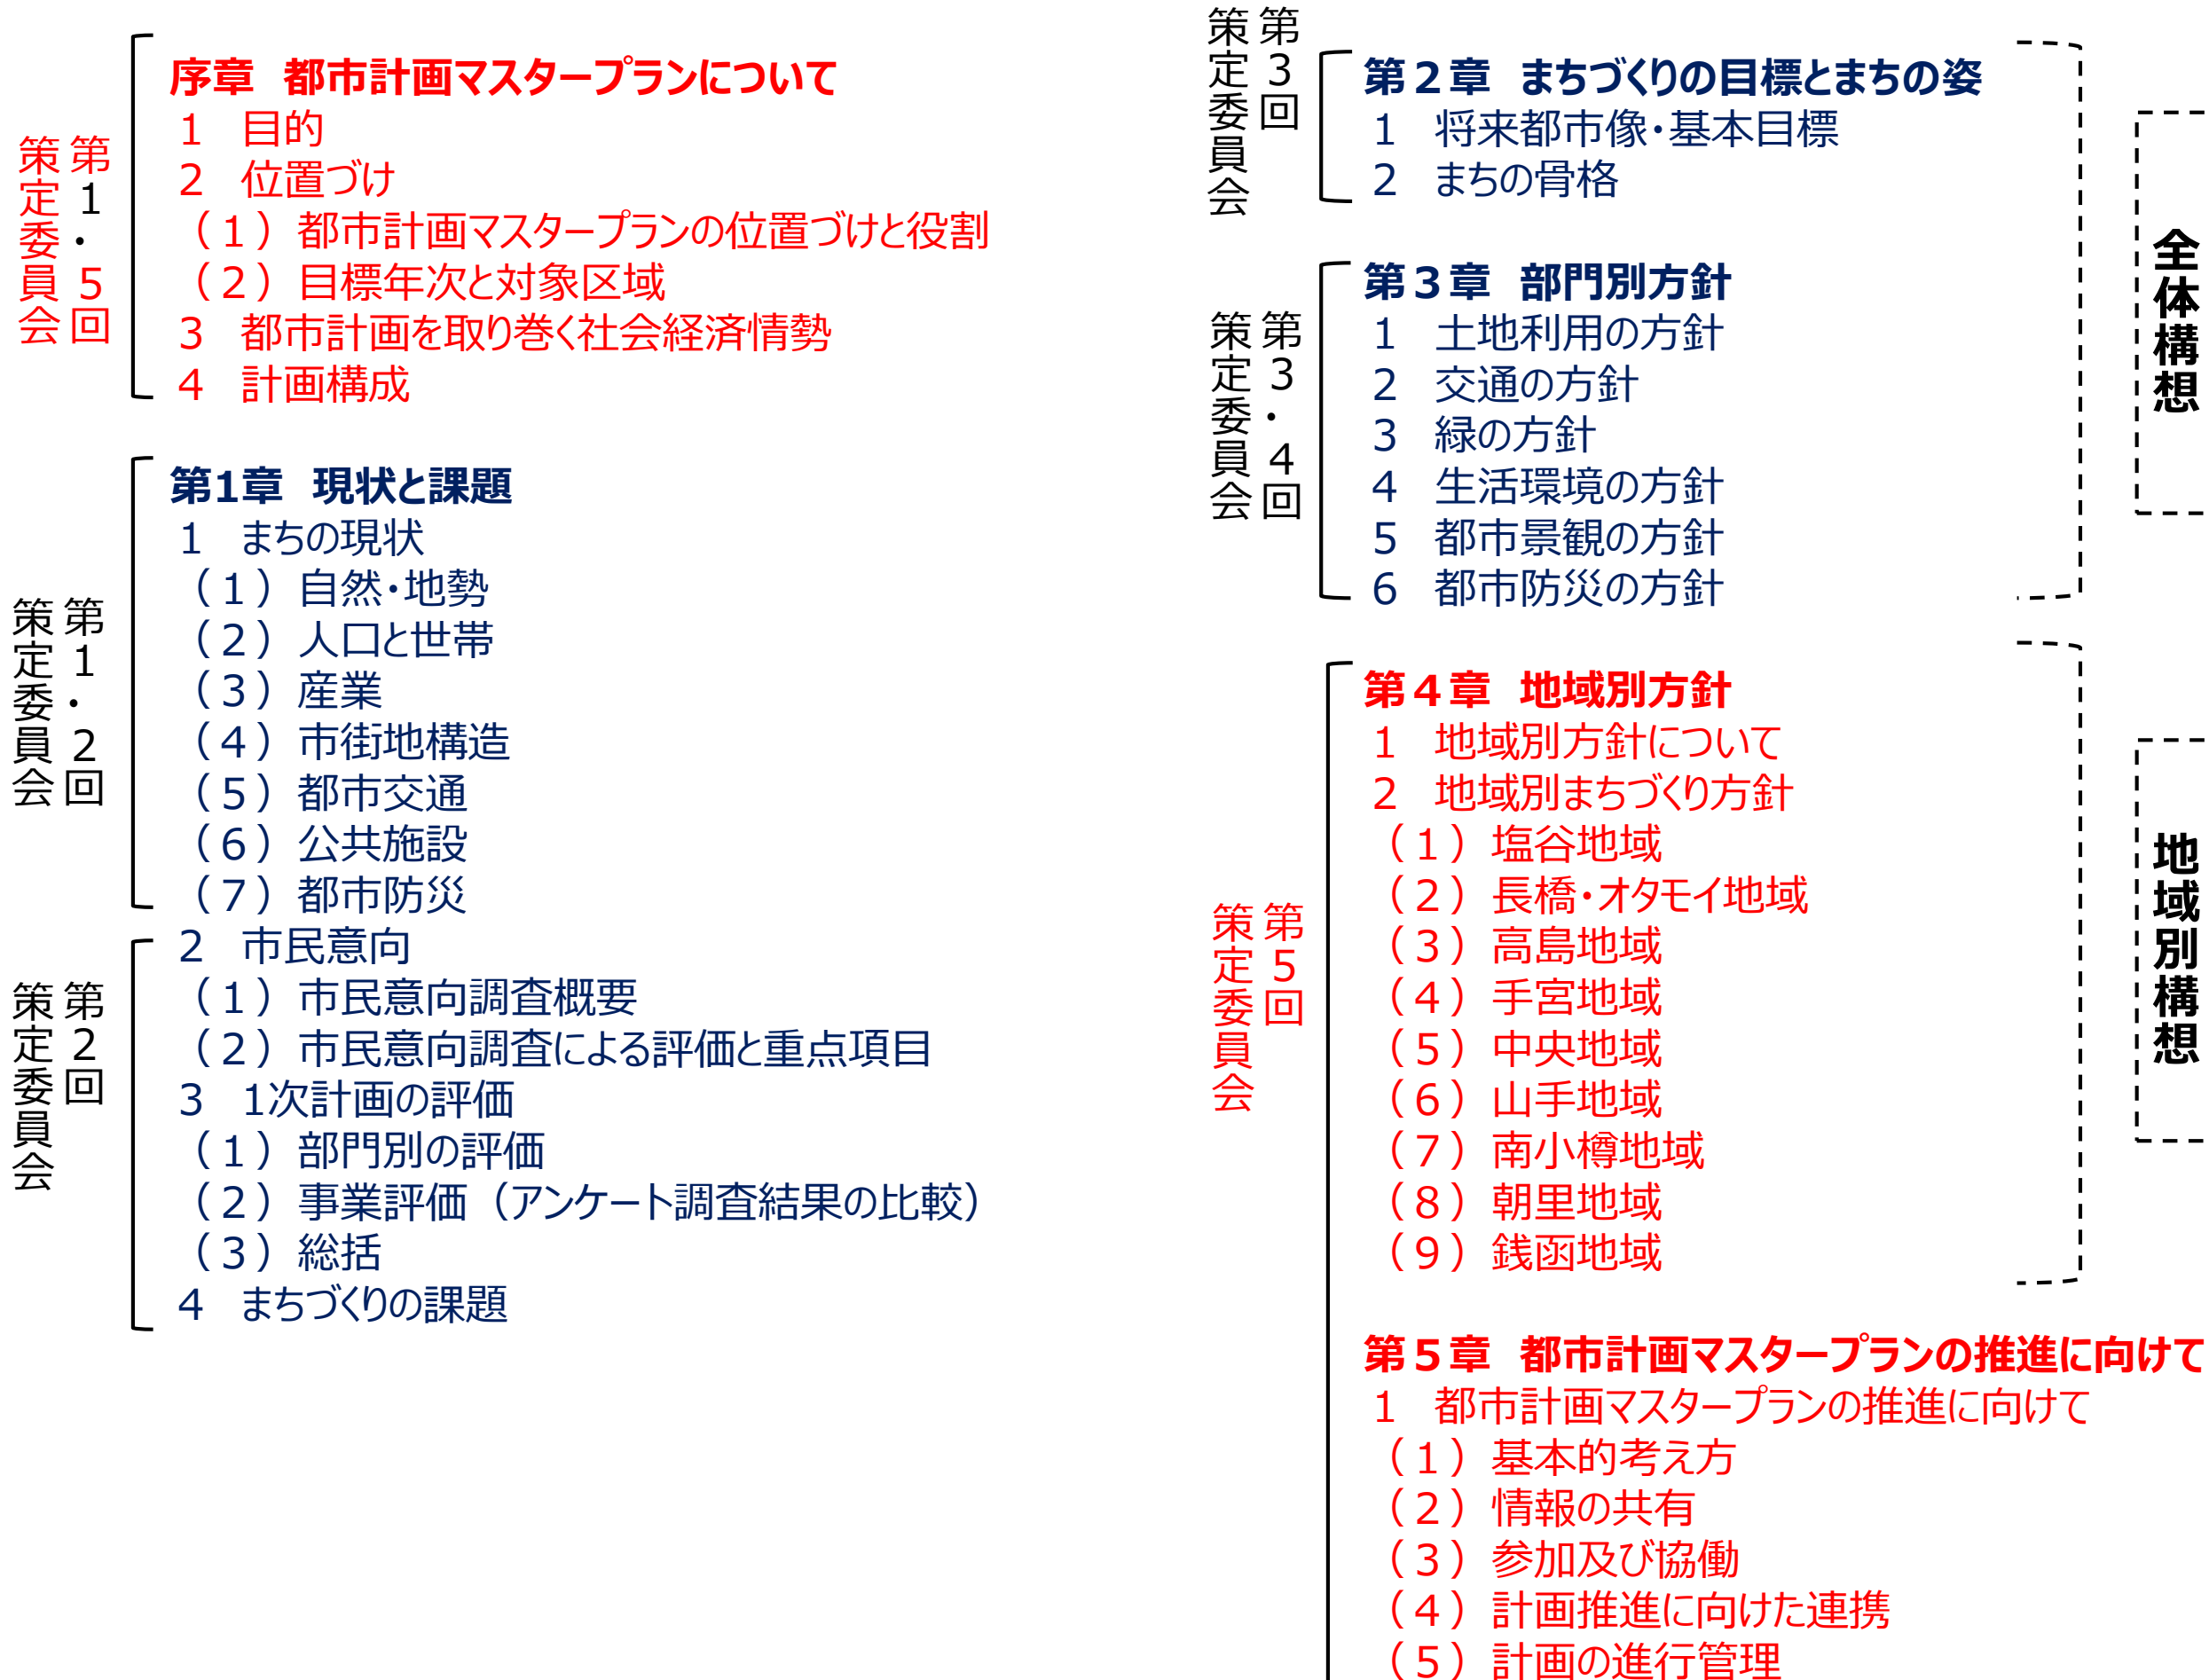 第１・５回
策定委員会
序章　都市計画マスタープランについて
1　目的
2　位置づけ
（１）都市計画マスタープランの位置づけと役割
（２）目標年次と対象区域
3　都市計画を取り巻く社会経済情勢
4　計画構成
第１・２回
策定委員会
第1章　現状と課題
1　まちの現状
（１）自然・地勢
（２）人口と世帯
（３）産業
（４）市街地構造
（５）都市交通
（６）公共施設
（７）都市防災
第２回
策定委員会
2　市民意向
（１）市民意向調査概要
（２）市民意向調査による評価と重点項目
3　1次計画の評価
（１）部門別の評価
（２）事業評価（アンケート調査結果の比較）
（３）総括
4　まちづくりの課題
第３回
策定委員会
第２章　まちづくりの目標とまちの姿
1　将来都市像・基本目標
2　まちの骨格
第３・４回
策定委員会
第３章　部門別方針
1　土地利用の方針
2　交通の方針
3　緑の方針
4　生活環境の方針
5　都市景観の方針
6　都市防災の方針
全体構想
第５回
策定委員会
第４章　地域別方針
1　地域別方針について
2　地域別まちづくり方針
（１）塩谷地域
（２）長橋・オタモイ地域
（３）高島地域
（４）手宮地域
（５）中央地域
（６）山手地域
（７）南小樽地域
（８）朝里地域
（９）銭函地域
地域別構想
第５章　都市計画マスタープランの推進に向けて
1　都市計画マスタープランの推進に向けて
（１）基本的考え方
（２）情報の共有
（３）参加及び協働
（４）計画推進に向けた連携
（５）計画の進行管理